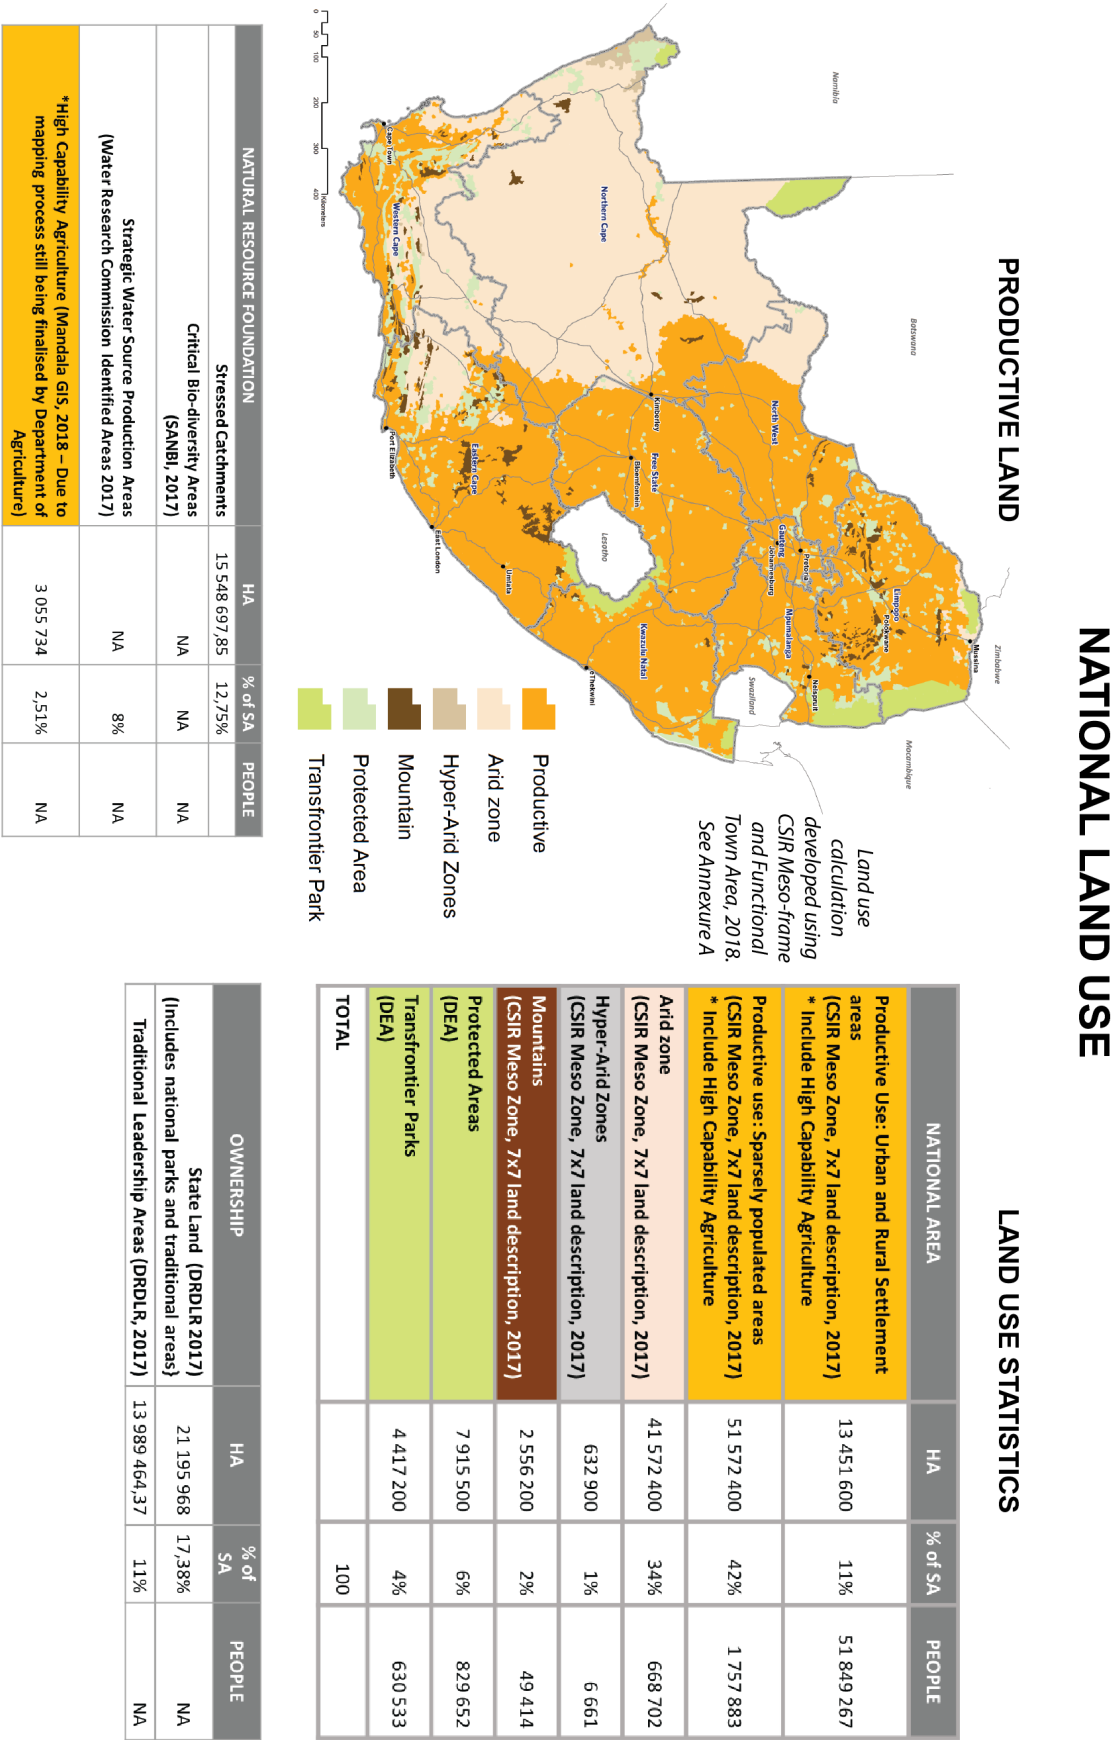 NATIONAL LAND USE
PRODUCTIVE LAND
Namibia
Botswana
Zimbabwe
Mocambique
Swaziland
Lesotho
Northern Cape
Western Cape
Eastern Cape
Free State
North West
Gauteng
Limpopo
Mpumalanga
Kwazulu Natal
Cape Town
Port Elizabeth
East London
Umtata
eThekwini
Kimberley
Bloemfontein
Johannesburg
Pretoria
Polokwane
Nelspruit
Mussina
0 50 100 200 300 400
Kilometers
Productive
Arid zone
Hyper-Arid Zones
Mountain
Protected Area
Transfrontier Park
Land use
calculation
developed using
CSIR Meso-frame
and Functional
Town Area, 2018.
See Annexure A
NATURAL RESOURCE FOUNDATION HA % of SA PEOPLE
Stressed Catchments 15 548 697,85 12,75%
Critical Bio-diversity Areas
(SANBI, 2017) NA NA NA
Strategic Water Source Production Areas
(Water Research Commission Identified Areas 2017) NA 8% NA
*High Capability Agriculture (Mandala GIS, 2018 – Due to
mapping process still being finalised by Department of
Agriculture) 3 055 734 2,51% NA
LAND USE STATISTICS
NATIONAL AREA HA % of SA PEOPLE
Productive Use: Urban and Rural Settlement
areas
(CSIR Meso Zone, 7x7 land description, 2017)
* Include High Capability Agriculture 13 451 600 11% 51 849 267
Productive use: Sparsely populated areas
(CSIR Meso Zone, 7x7 land description, 2017)
* Include High Capability Agriculture 51 572 400 42% 1 757 883
Arid zone
(CSIR Meso Zone, 7x7 land description, 2017) 41 572 400 34% 668 702
Hyper-Arid Zones
(CSIR Meso Zone, 7x7 land description, 2017) 632 900 1% 6 661
Mountains
(CSIR Meso Zone, 7x7 land description, 2017) 2 556 200 2% 49 414
Protected Areas
(DEA) 7 915 500 6% 829 652
Transfrontier Parks
(DEA) 4 417 200 4% 630 533
TOTAL 100
OWNERSHIP HA % of
SA PEOPLE
State Land (DRDLR 2017)
(Includes national parks and traditional areas} 21 195 968 17,38% NA
Traditional Leadership Areas (DRDLR, 2017) 13 989 464,37 11% NA